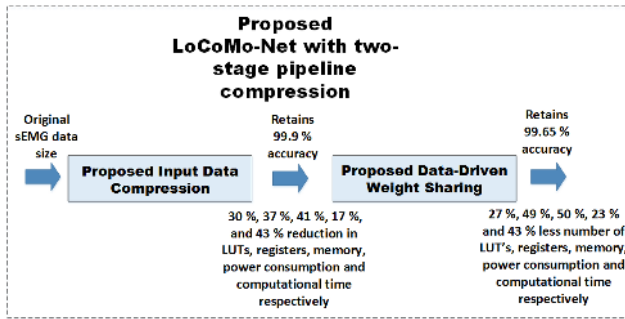 Proposed
LoCoMo-Net with two-
stage pipeline
compression
Original
sEMG data
size
Proposed Input Data
Compression
Retains
99.9 %
accuracy
30 %, 37 %, 41 %, 17 %,
and 43 % reduction in
LUTs, registers, memory,
power consumption and
computational time
respectively
Proposed Data-Driven
Weight Sharing
Retains
99.65 %
accuracy
27 %, 49 %, 50 %, 23 %
and 43 % less number of
LUT's, registers, memory,
power consumption and
computational time
respectively